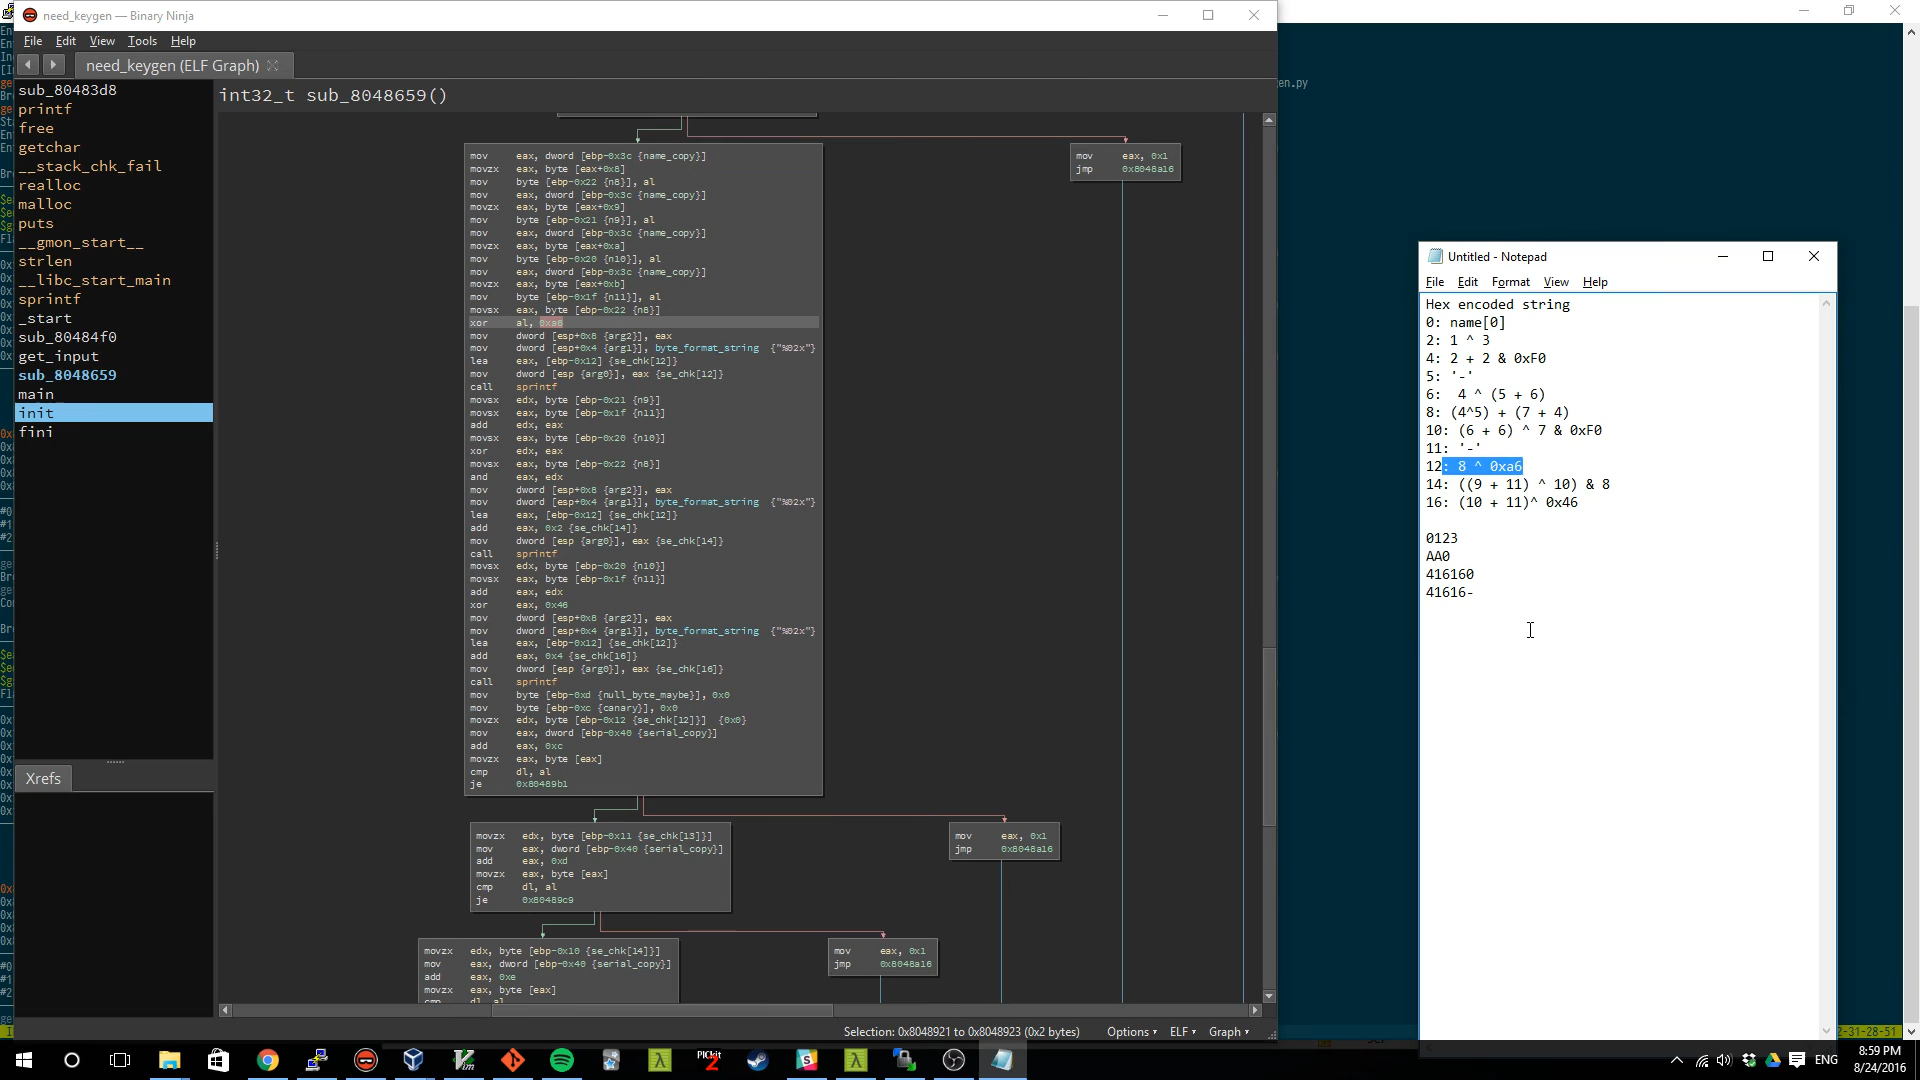 need_keygen — Binary Ninja
File Edit View Tools Help
need_keygen (ELF Graph)
sub_80483d8
printf
free
getchar
__stack_chk_fail
realloc
malloc
puts
__gmon_start__
strlen
__libc_start_main
sprintf
_start
sub_80484f0
get_input
sub_8048659
main
init
fini
Xrefs
int32_t sub_8048659()
mov eax, dword [ebp-0x3c {name_copy}]
movzx eax, byte [eax+0x8]
mov byte [ebp-0x22 {n8}], al
mov eax, dword [ebp-0x3c {name_copy}]
movzx eax, byte [eax+0x9]
mov byte [ebp-0x21 {n9}], al
mov eax, dword [ebp-0x3c {name_copy}]
movzx eax, byte [eax+0xa]
mov byte [ebp-0x20 {n10}], al
mov eax, dword [ebp-0x3c {name_copy}]
movzx eax, byte [eax+0xb]
mov byte [ebp-0x1f {n11}], al
movsx eax, byte [ebp-0x22 {n8}]
xor al, 0xa6
mov dword [esp+0x8 {arg2}], eax
mov dword [esp+0x4 {arg1}], byte_format_string {"%02x"}
lea eax, [ebp-0x12] {se_chk[12]}
mov dword [esp {arg0}], eax {se_chk[12]}
call sprintf
movsx edx, byte [ebp-0x21 {n9}]
movsx eax, byte [ebp-0x1f {n11}]
add edx, eax
movsx eax, byte [ebp-0x20 {n10}]
xor edx, eax
movsx eax, byte [ebp-0x22 {n8}]
and eax, edx
mov dword [esp+0x8 {arg2}], eax
mov dword [esp+0x4 {arg1}], byte_format_string {"%02x"}
lea eax, [ebp-0x12] {se_chk[12]}
add eax, 0x2 {se_chk[14]}
mov dword [esp {arg0}], eax {se_chk[14]}
call sprintf
movsx edx, byte [ebp-0x20 {n10}]
movsx eax, byte [ebp-0x1f {n11}]
add eax, edx
xor eax, 0x46
mov dword [esp+0x8 {arg2}], eax
mov dword [esp+0x4 {arg1}], byte_format_string {"%02x"}
lea eax, [ebp-0x12] {se_chk[12]}
add eax, 0x4 {se_chk[16]}
mov dword [esp {arg0}], eax {se_chk[16]}
call sprintf
mov byte [ebp-0xd {null_byte_maybe}], 0x0
mov byte [ebp-0xc {canary}], 0x0
movzx edx, byte [ebp-0x12 {se_chk[12]}] {0x0}
mov eax, dword [ebp-0x40 {serial_copy}]
add eax, 0xc
movzx eax, byte [eax]
cmp dl, al
je 0x80489b1
mov eax, 0x1
jmp 0x8048a16
movzx edx, byte [ebp-0x11 {se_chk[13]}]
mov eax, dword [ebp-0x40 {serial_copy}]
add eax, 0xd
movzx eax, byte [eax]
cmp dl, al
je 0x80489c9
mov eax, 0x1
jmp 0x8048a16
movzx edx, byte [ebp-0x10 {se_chk[14]}]
mov eax, dword [ebp-0x40 {serial_copy}]
add eax, 0xe
movzx eax, byte [eax]
cmp dl, al
mov eax, 0x1
jmp 0x8048a16
Selection: 0x8048921 to 0x8048923 (0x2 bytes) Options ELF Graph
en.py
Untitled - Notepad
File Edit Format View Help
Hex encoded string
0: name[0]
2: 1 ^ 3
4: 2 + 2 & 0xF0
5: '-'
6:  4 ^ (5 + 6)
8: (4^5) + (7 + 4)
10: (6 + 6) ^ 7 & 0xF0
11: '-'
12: 8 ^ 0xa6
14: ((9 + 11) ^ 10) & 8
16: (10 + 11)^ 0x46
0123
AA0
416160
41616-
2-31-28-51
PICkit
2
ENG
8:59 PM
8/24/2016